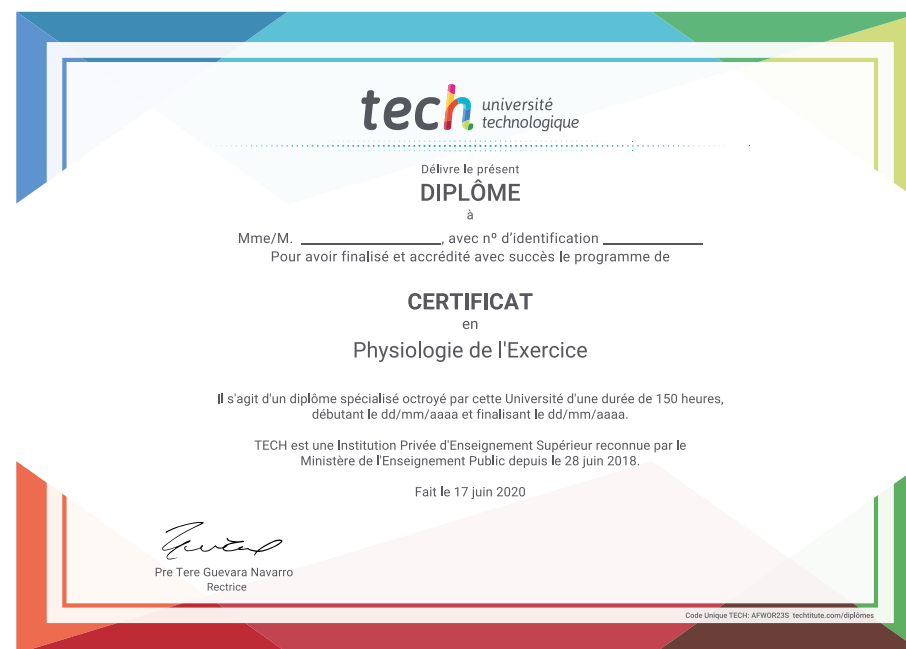 tech université
technologique
Délivre le présent
DIPLÔME
à
Mme/M. ____________________, avec nº d'identification ______________
Pour avoir finalisé et accrédité avec succès le programme de
CERTIFICAT
en
Physiologie de l'Exercice
Il s'agit d'un diplôme spécialisé octroyé par cette Université d'une durée de 150 heures,
débutant le dd/mm/aaaa et finalisant le dd/mm/aaaa.
TECH est une Institution Privée d'Enseignement Supérieur reconnue par le
Ministère de l'Enseignement Public depuis le 28 juin 2018.
Fait le 17 juin 2020
Pre Tere Guevara Navarro
Rectrice
Code Unique TECH: AFWOR23S techtitute.com/diplômes